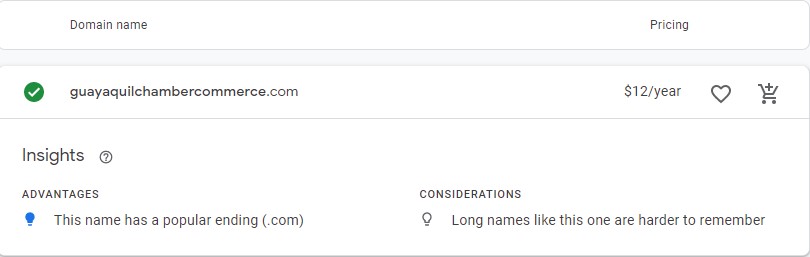 Domain name Pricing
guayaquilchambercommerce.com $12/year
Insights
ADVANTAGES CONSIDERATIONS
This name has a popular ending (.com) Long names like this one are harder to remember